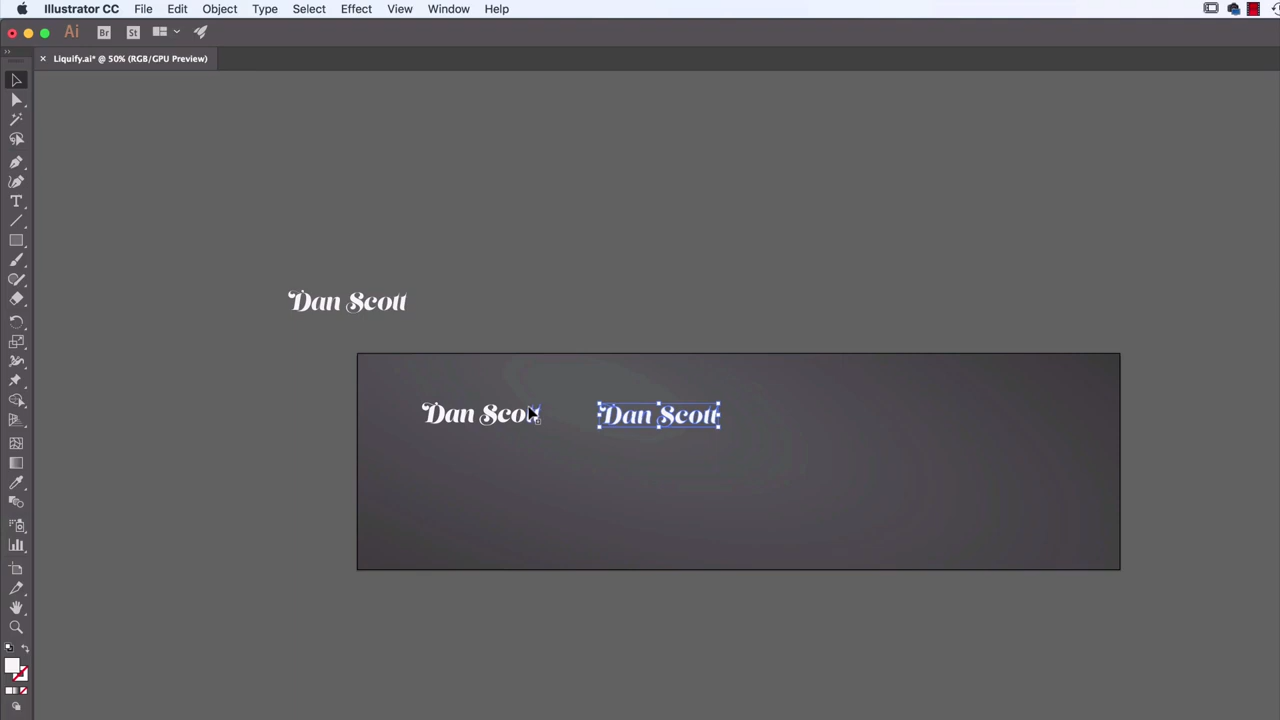 Illustrator CC File Edit Object Type Select Effect View Window Help
Ai Br St
× Liquify.ai* @ 50% (RGB/GPU Preview)
Dan Scott
Dan Scott Dan Scott